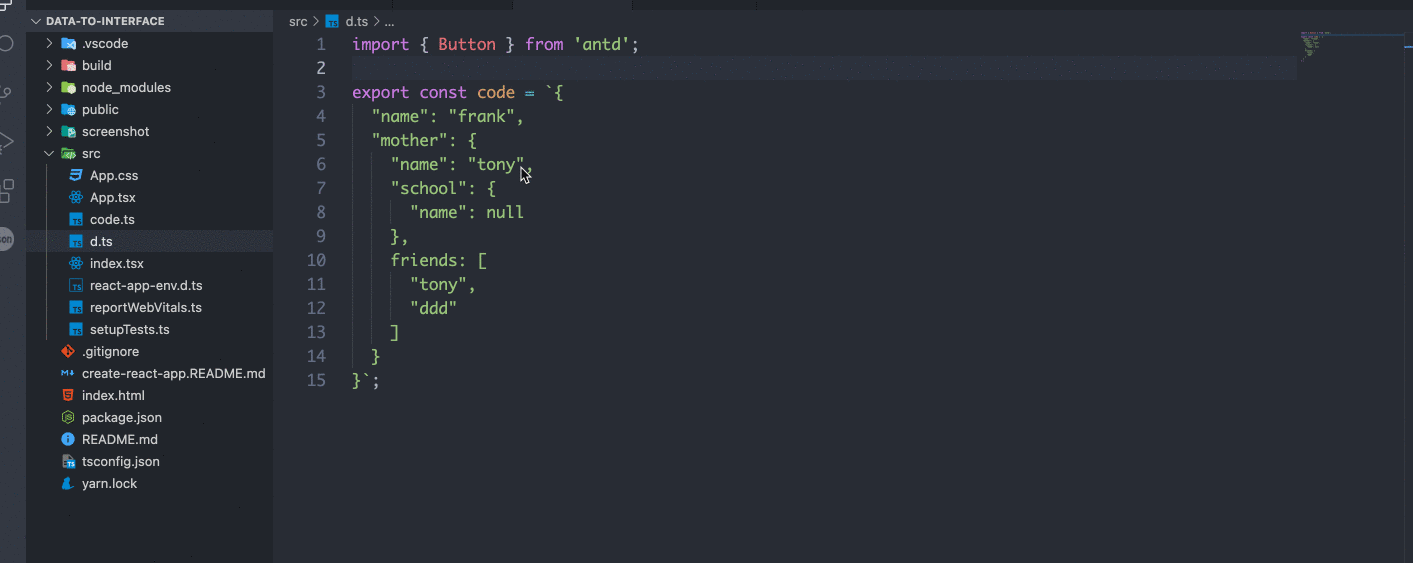 DATA-TO-INTERFACE
.vscode
build
node_modules
public
screenshot
src
App.css
App.tsx
code.ts
d.ts
index.tsx
react-app-env.d.ts
reportWebVitals.ts
setupTests.ts
.gitignore
create-react-app.README.md
index.html
package.json
README.md
tsconfig.json
yarn.lock
src > d.ts > ...
1 import { Button } from 'antd';
2
3 export const code = `{
4 "name": "frank",
5 "mother": {
6 "name": "tony",
7 "school": {
8 "name": null
9 },
10 friends: [
11 "tony",
12 "ddd"
13 ]
14 }
15 }`;